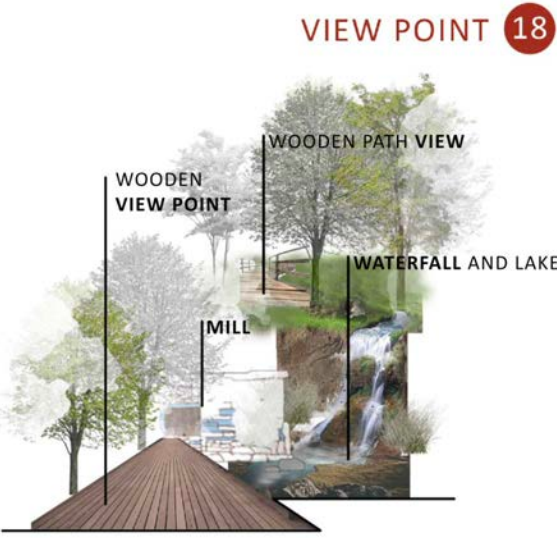 VIEW POINT 18
WOODEN PATH VIEW
WOODEN
VIEW POINT
WATERFALL AND LAKE
MILL